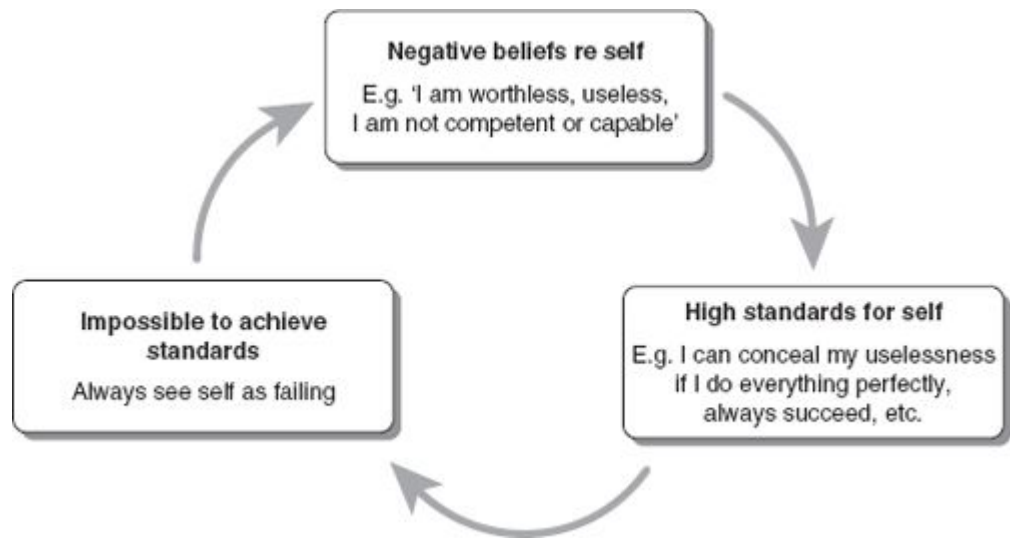 Negative beliefs re self
E.g. ‘I am worthless, useless,
I am not competent or capable’
High standards for self
E.g. I can conceal my uselessness
if I do everything perfectly,
always succeed, etc.
Impossible to achieve
standards
Always see self as failing